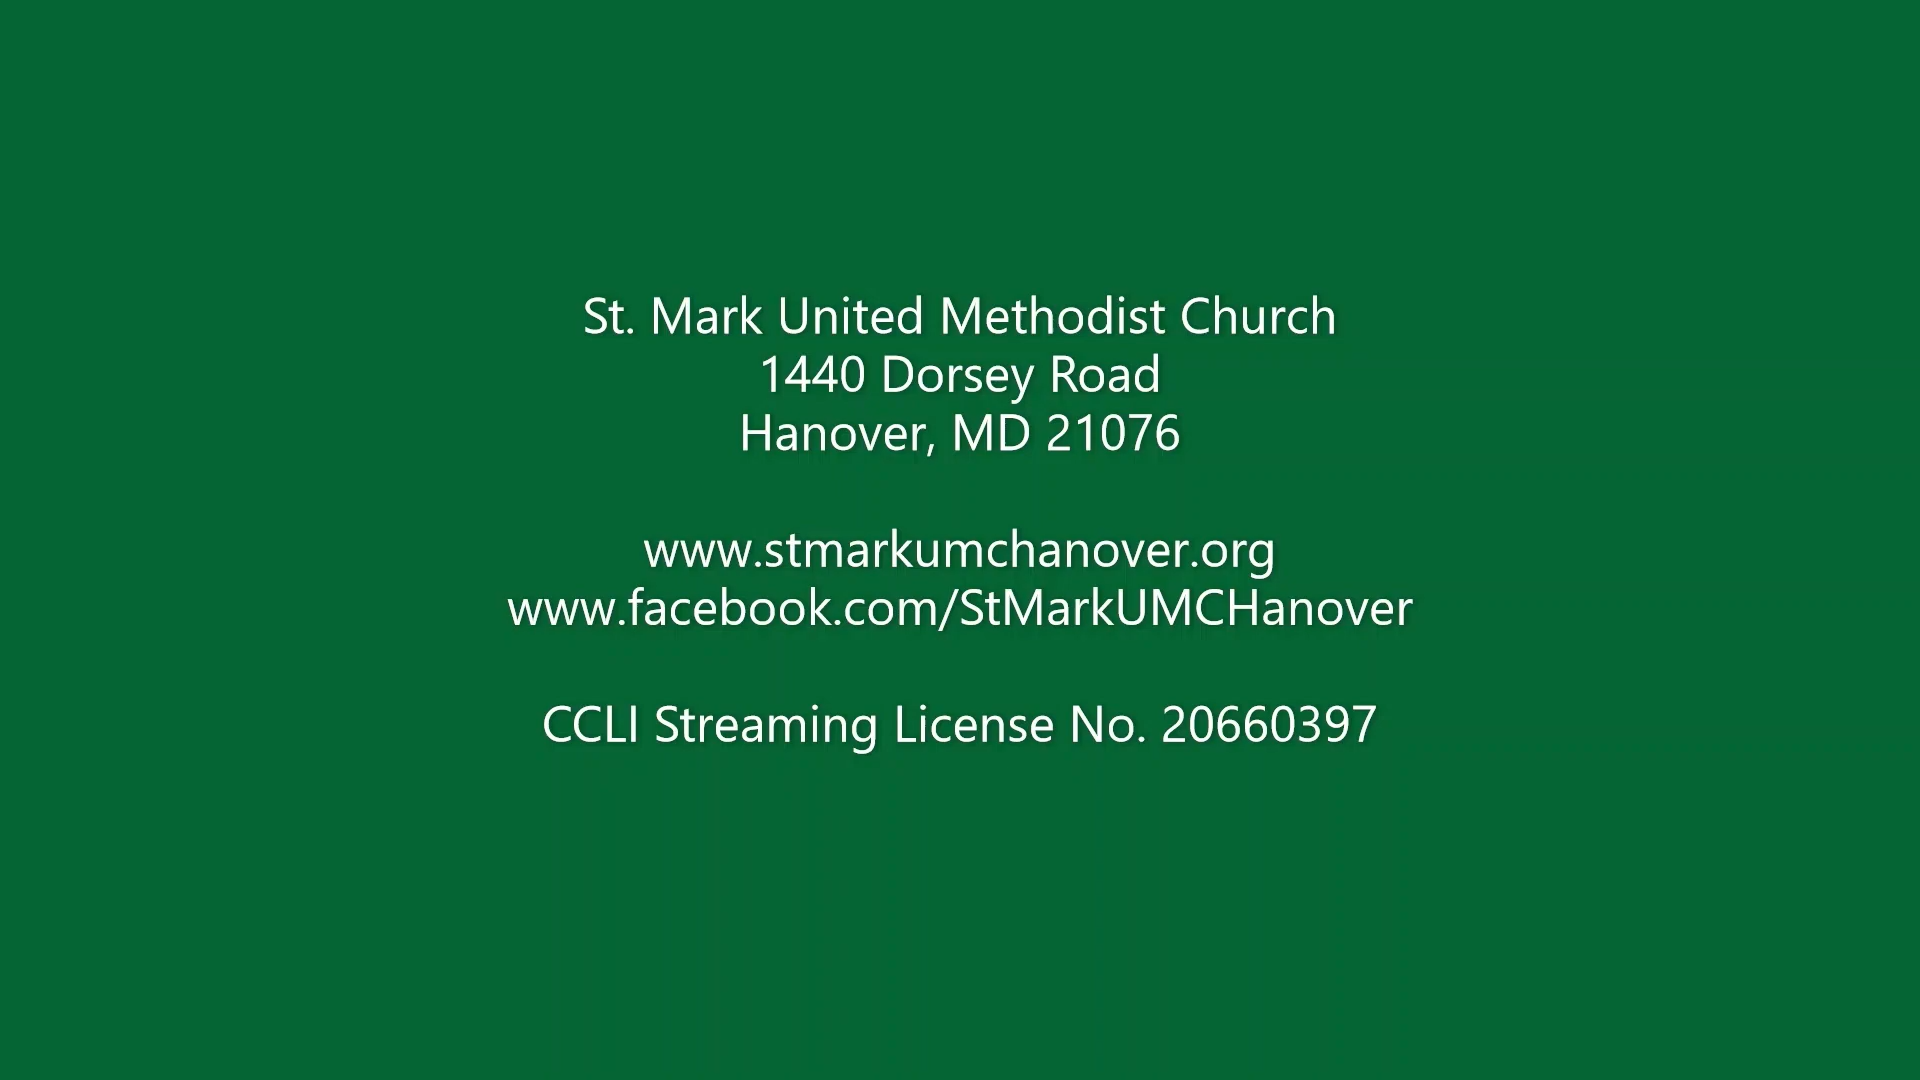 St. Mark United Methodist Church
1440 Dorsey Road
Hanover, MD 21076
www.stmarkumchanover.org
www.facebook.com/StMarkUMCHanover
CCLI Streaming License No. 20660397